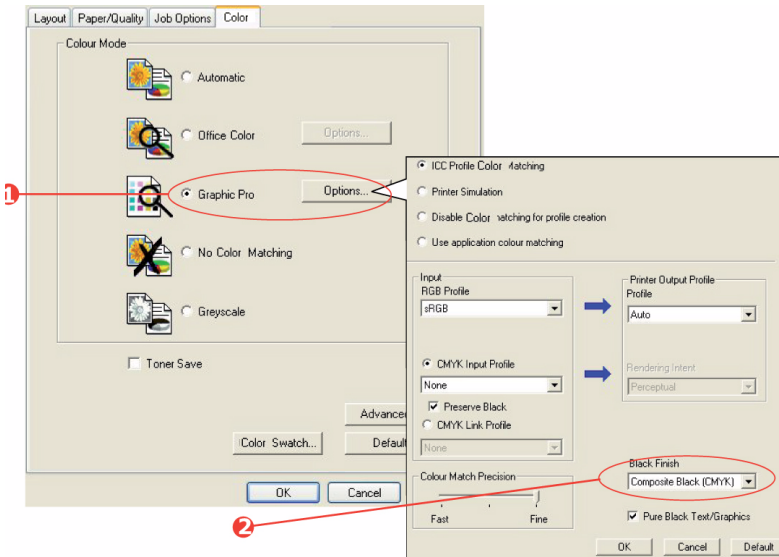 Layout Paper/Quality Job Options Color
Colour Mode
Automatic
Office Color Options...
1
Graphic Pro Options...
No Color Matching
Greyscale
Toner Save
Advanced
Color Swatch... Default
OK Cancel
2
ICC Profile Color Matching
Printer Simulation
Disable Color matching for profile creation
Use application colour matching
Input
RGB Profile
sRGB
Printer Output Profile
Profile
Auto
CMYK Input Profile
None
Preserve Black
CMYK Link Profile
None
Rendering Intent
Perceptual
Colour Match Precision
Fast Fine
Black Finish
Composite Black (CMYK)
Pure Black Text/Graphics
OK Cancel Default